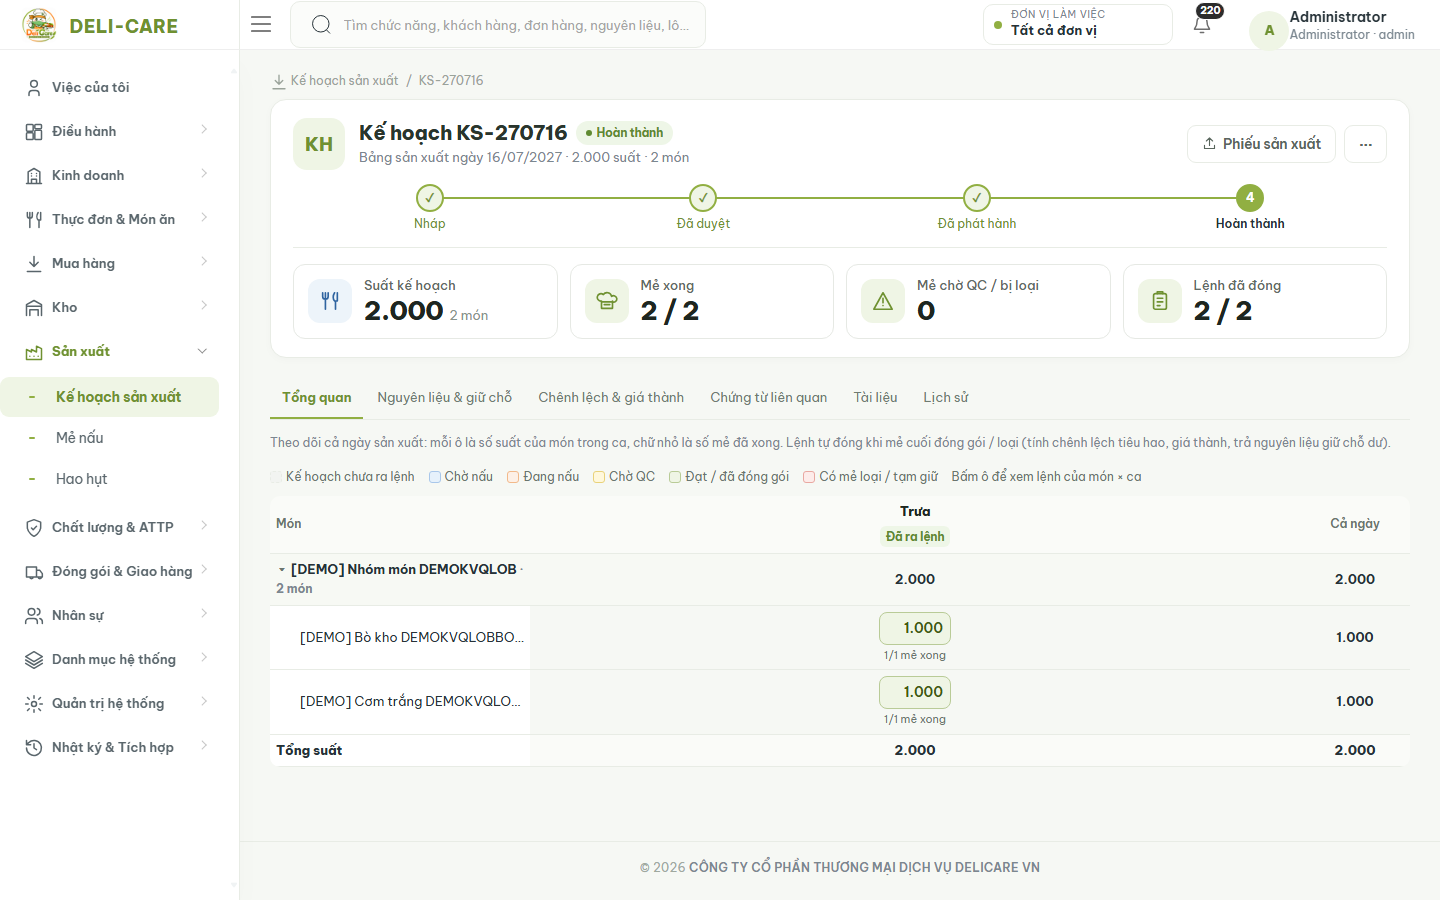 DELI-CARE
Tìm chức năng, khách hàng, đơn hàng, nguyên liệu, lô...
ĐƠN VỊ LÀM VIỆC
Tất cả đơn vị
220
A
Administrator
Administrator · admin
Việc của tôi
Điều hành
Kinh doanh
Thực đơn & Món ăn
Mua hàng
Kho
Sản xuất
Kế hoạch sản xuất
Mẻ nấu
Hao hụt
Chất lượng & ATTP
Đóng gói & Giao hàng
Nhân sự
Danh mục hệ thống
Quản trị hệ thống
Nhật ký & Tích hợp
Kế hoạch sản xuất / KS-270716
KH
Kế hoạch KS-270716
Hoàn thành
Bảng sản xuất ngày 16/07/2027 · 2.000 suất · 2 món
Phiếu sản xuất
...
Nháp
Đã duyệt
Đã phát hành
4
Hoàn thành
Suất kế hoạch
2.000 2 món
Mẻ xong
2 / 2
Mẻ chờ QC / bị loại
0
Lệnh đã đóng
2 / 2
Tổng quan
Nguyên liệu & giữ chỗ
Chênh lệch & giá thành
Chứng từ liên quan
Tài liệu
Lịch sử
Theo dõi cả ngày sản xuất: mỗi ô là số suất của món trong ca, chữ nhỏ là số mẻ đã xong. Lệnh tự đóng khi mẻ cuối đóng gói / loại (tính chênh lệch tiêu hao, giá thành, trả nguyên liệu giữ chỗ dư).
Kế hoạch chưa ra lệnh
Chờ nấu
Đang nấu
Chờ QC
Đạt / đã đóng gói
Có mẻ loại / tạm giữ
Bấm ô để xem lệnh của món × ca
Món
Trưa
Đã ra lệnh
Cả ngày
[DEMO] Nhóm món DEMOKVQLOB ·
2 món
2.000
2.000
[DEMO] Bò kho DEMOKVQLOBBO...
1.000
1/1 mẻ xong
1.000
[DEMO] Cơm trắng DEMOKVQLO...
1.000
1/1 mẻ xong
1.000
Tổng suất
2.000
2.000
© 2026 CÔNG TY CỔ PHẦN THƯƠNG MẠI DỊCH VỤ DELICARE VN